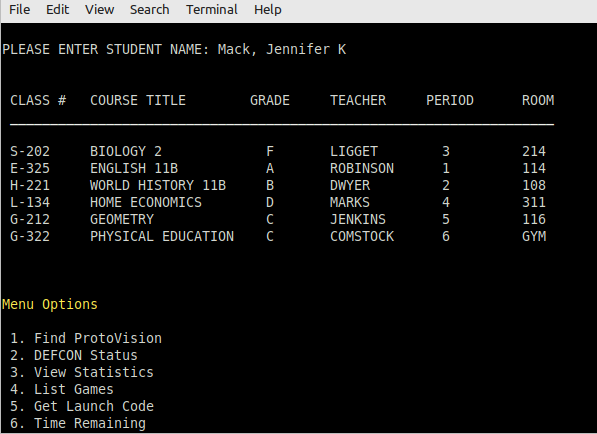 File Edit View Search Terminal Help
PLEASE ENTER STUDENT NAME: Mack, Jennifer K
CLASS # COURSE TITLE GRADE TEACHER PERIOD ROOM
S-202 BIOLOGY 2 F LIGGET 3 214
E-325 ENGLISH 11B A ROBINSON 1 114
H-221 WORLD HISTORY 11B B DWYER 2 108
L-134 HOME ECONOMICS D MARKS 4 311
G-212 GEOMETRY C JENKINS 5 116
G-322 PHYSICAL EDUCATION C COMSTOCK 6 GYM
Menu Options
1. Find ProtoVision
2. DEFCON Status
3. View Statistics
4. List Games
5. Get Launch Code
6. Time Remaining